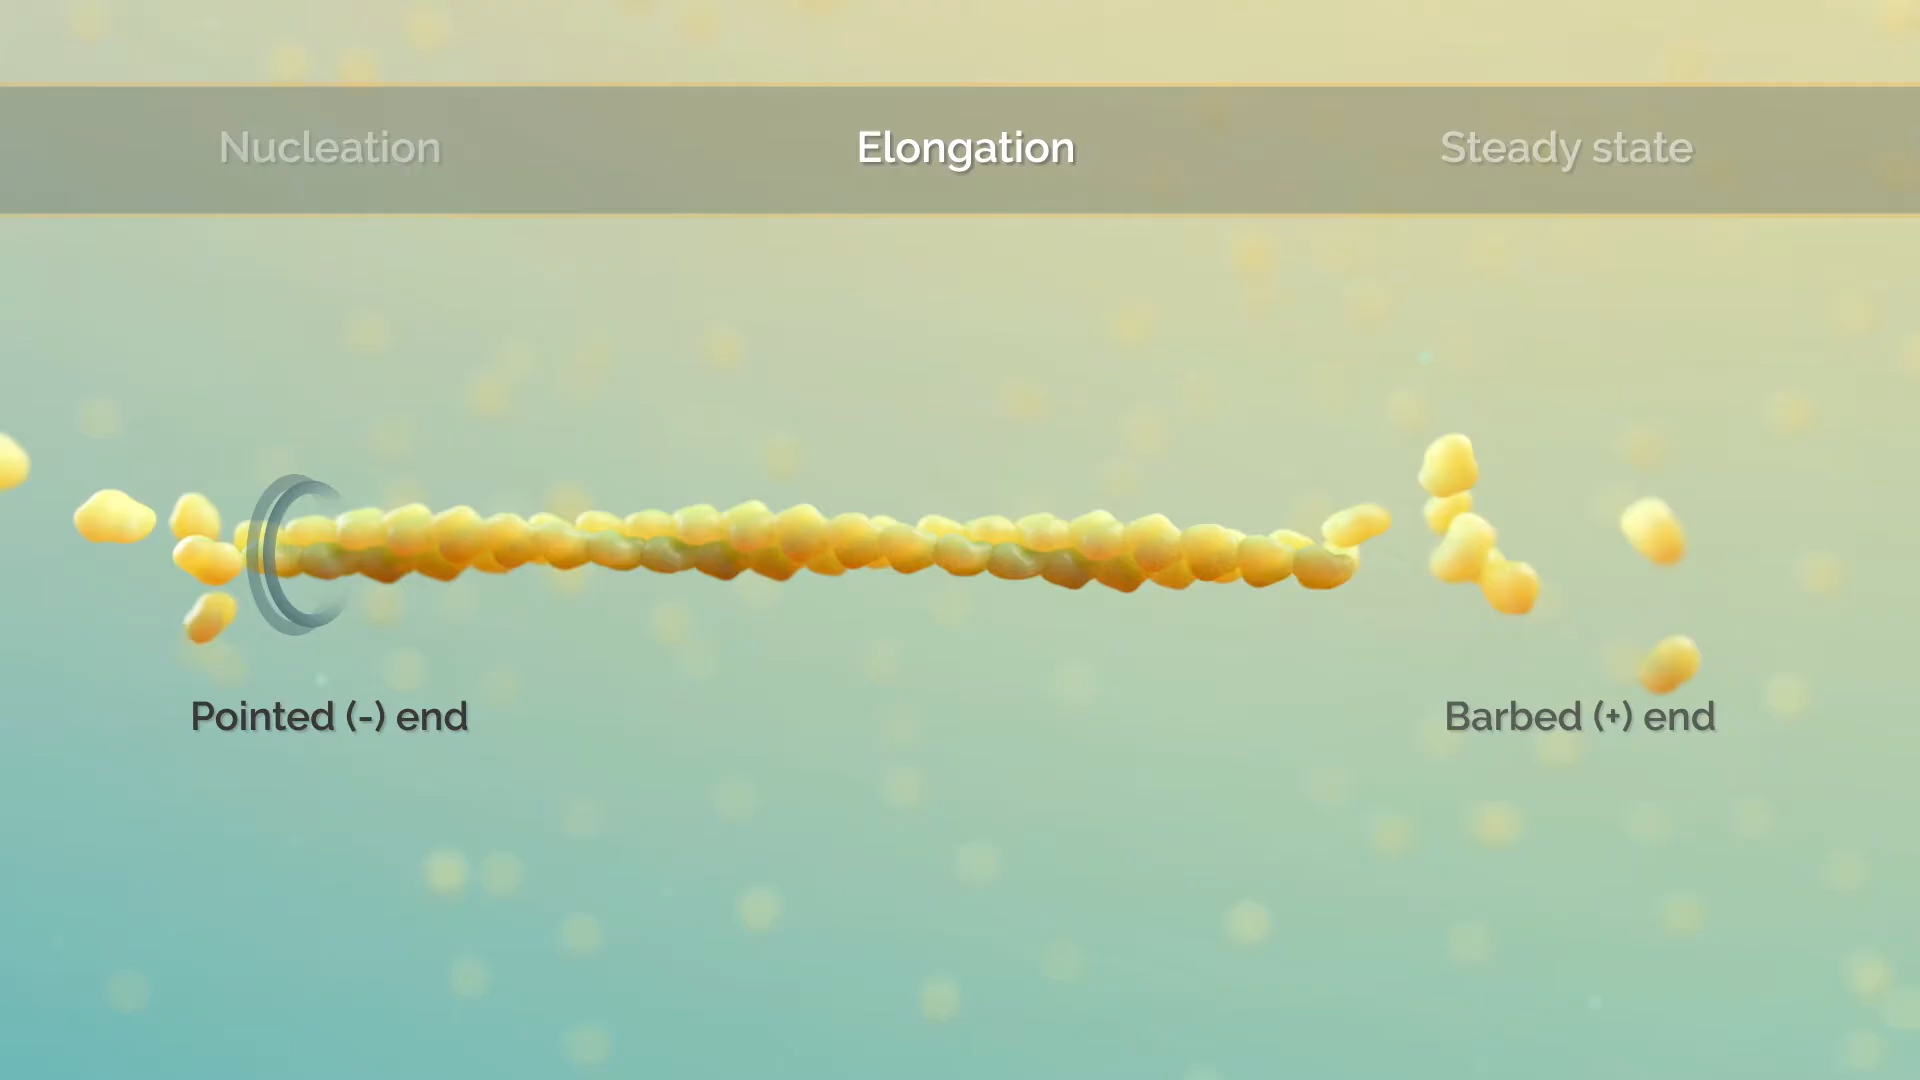 Nucleation
Elongation
Steady state
Pointed (-) end
Barbed (+) end